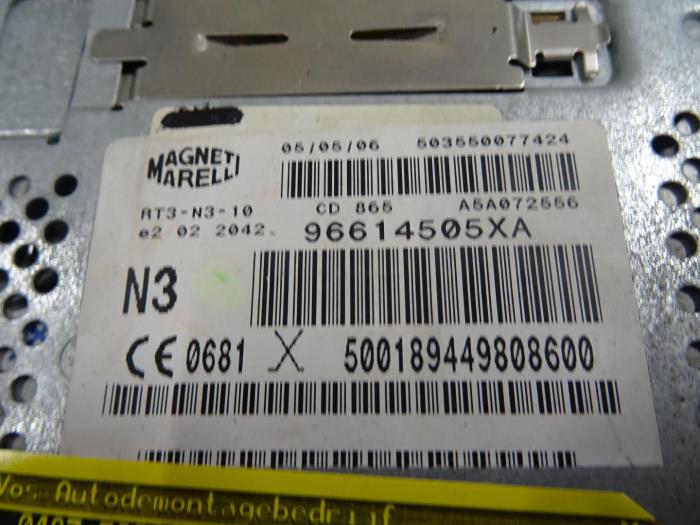 05/05/06 503550077424
MAGNETI
MARELLI
RT3-N3-10 CD 865 A5A072556
e2 02 2042 96614505XA
N3
CE 0681 X 500189449808600
Vos Autodemontagebedrijf